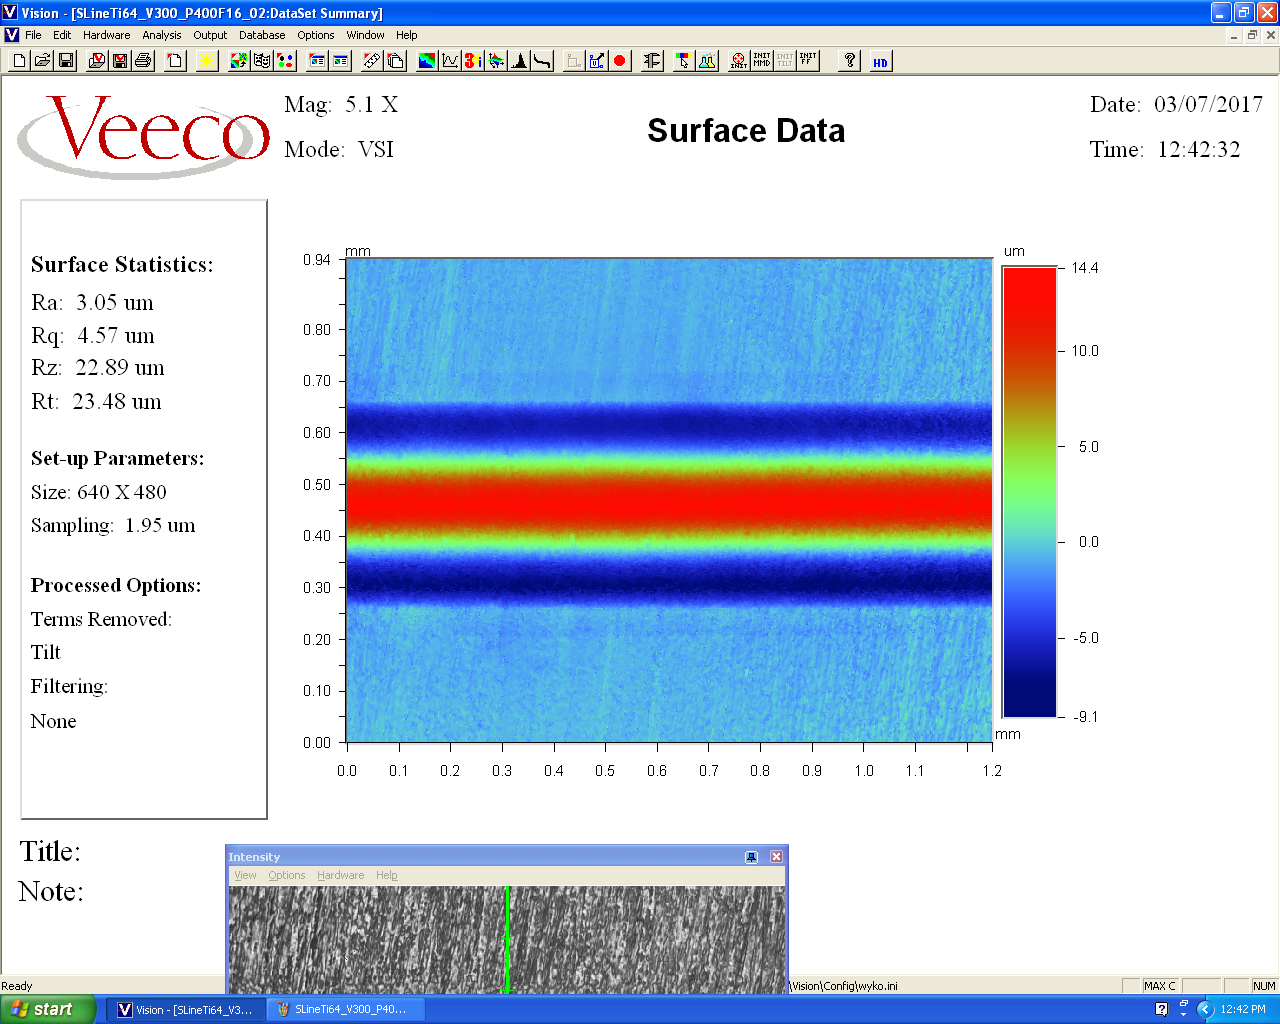 Vision - [SLineTi64_V300_P400F16_02:DataSet Summary]
File Edit Hardware Analysis Output Database Options Window Help
INIT INIT MMD INIT TILT INIT FF ? HD
Veeco
Mag: 5.1 X
Mode: VSI
Surface Data
Date: 03/07/2017
Time: 12:42:32
Surface Statistics:
Ra: 3.05 um
Rq: 4.57 um
Rz: 22.89 um
Rt: 23.48 um
Set-up Parameters:
Size: 640 X 480
Sampling: 1.95 um
Processed Options:
Terms Removed:
Tilt
Filtering:
None
mm
0.94
0.80
0.70
0.60
0.50
0.40
0.30
0.20
0.10
0.00
0.0 0.1 0.2 0.3 0.4 0.5 0.6 0.7 0.8 0.9 1.0 1.1 1.2
mm
um
14.4
10.0
5.0
0.0
-5.0
-9.1
Title:
Note:
Intensity
View Options Hardware Help
Ready
\Vision\Config\wyko.ini
MAX C
NUM
start
Vision - [SLineTi64_V3...
SLineTi64_V300_P40...
12:42 PM